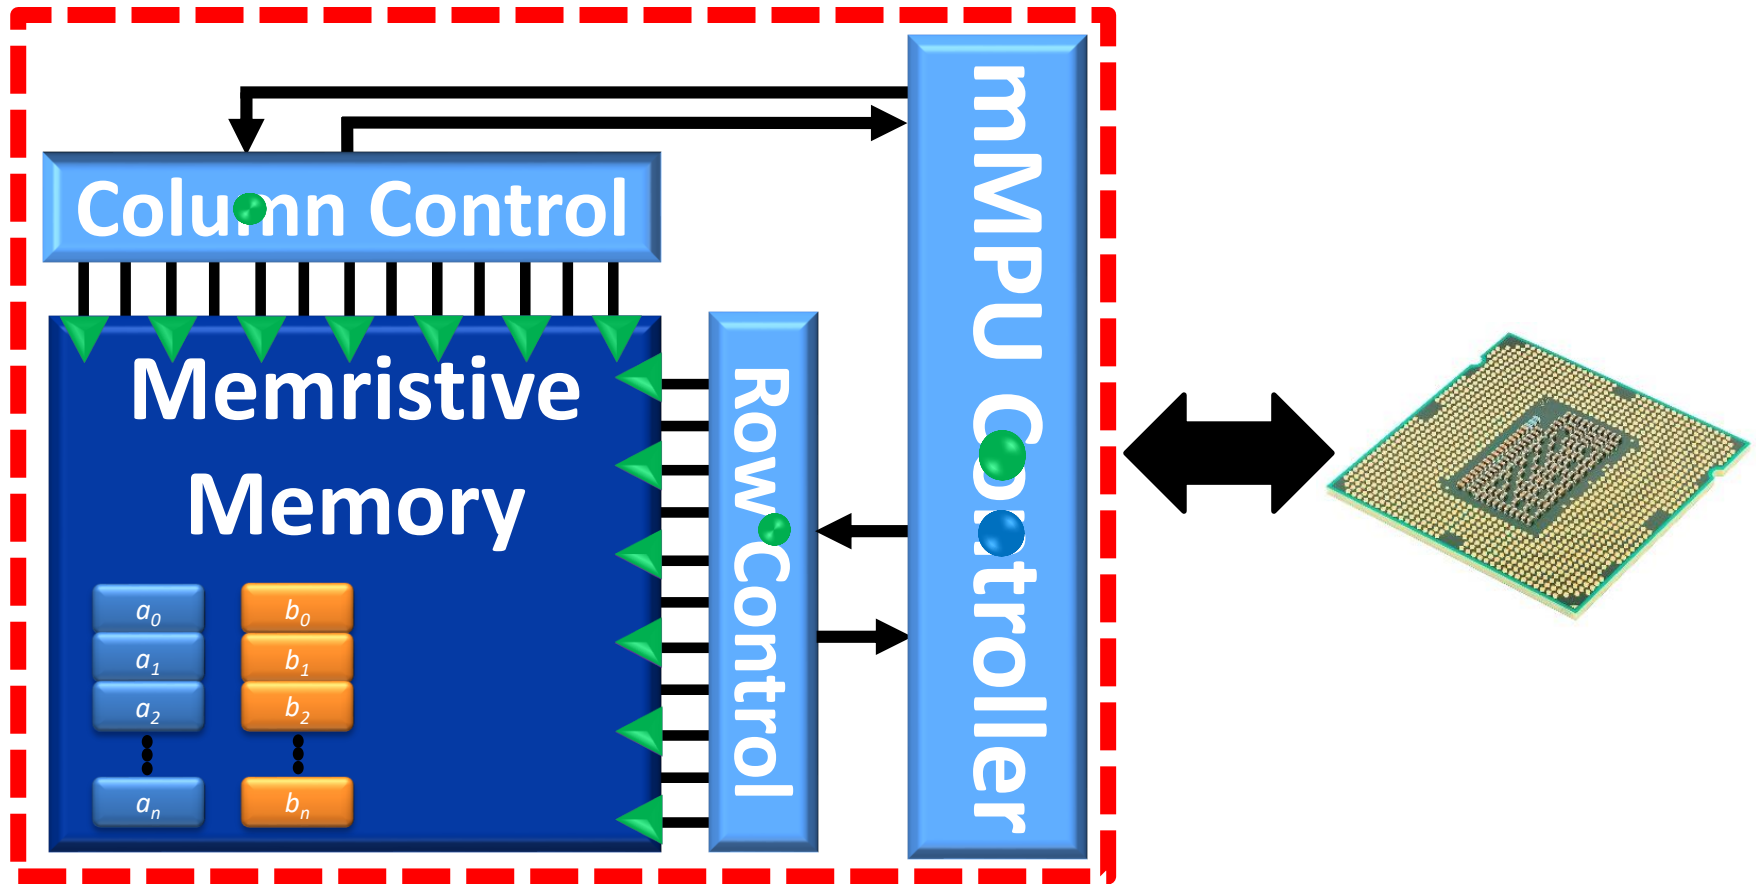 Column Control
Memristive
Memory
a0
a1
a2
an
b0
b1
b2
bn
Row Control
mMPU Controller